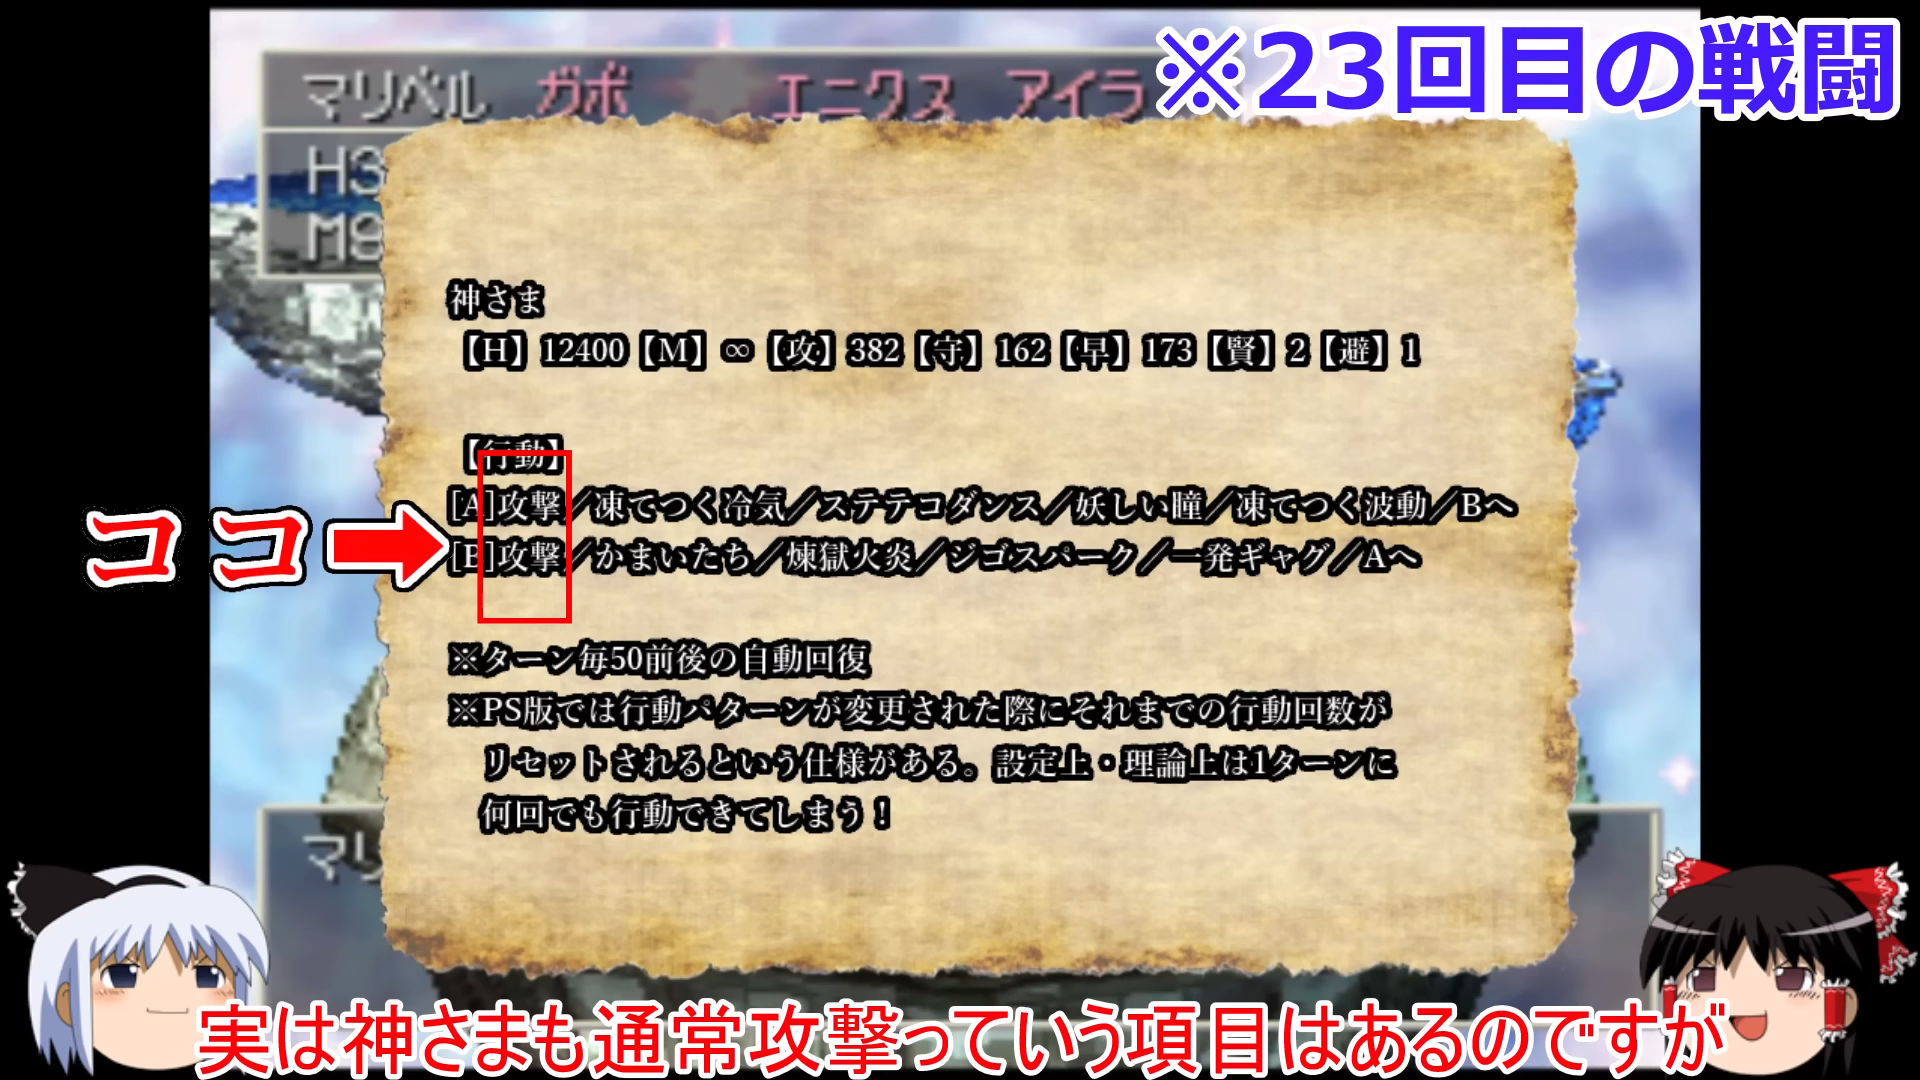 ※23回目の戦闘
マリベル ガボ エニクス アイラ
H3
M9
神さま
【H】12400【M】∞【攻】382【守】162【早】173【賢】2【避】1
【行動】
[A]攻撃／凍てつく冷気／ステテコダンス／妖しい瞳／凍てつく波動／Bへ
ココ
[B]攻撃／かまいたち／煉獄火炎／ジゴスパーク／一発ギャグ／Aへ
※ターン毎50前後の自動回復
※PS版では行動パターンが変更された際にそれまでの行動回数が
リセットされるという仕様がある。設定上・理論上は1ターンに
何回でも行動できてしまう！
マリ
実は神さまも通常攻撃っていう項目はあるのですが